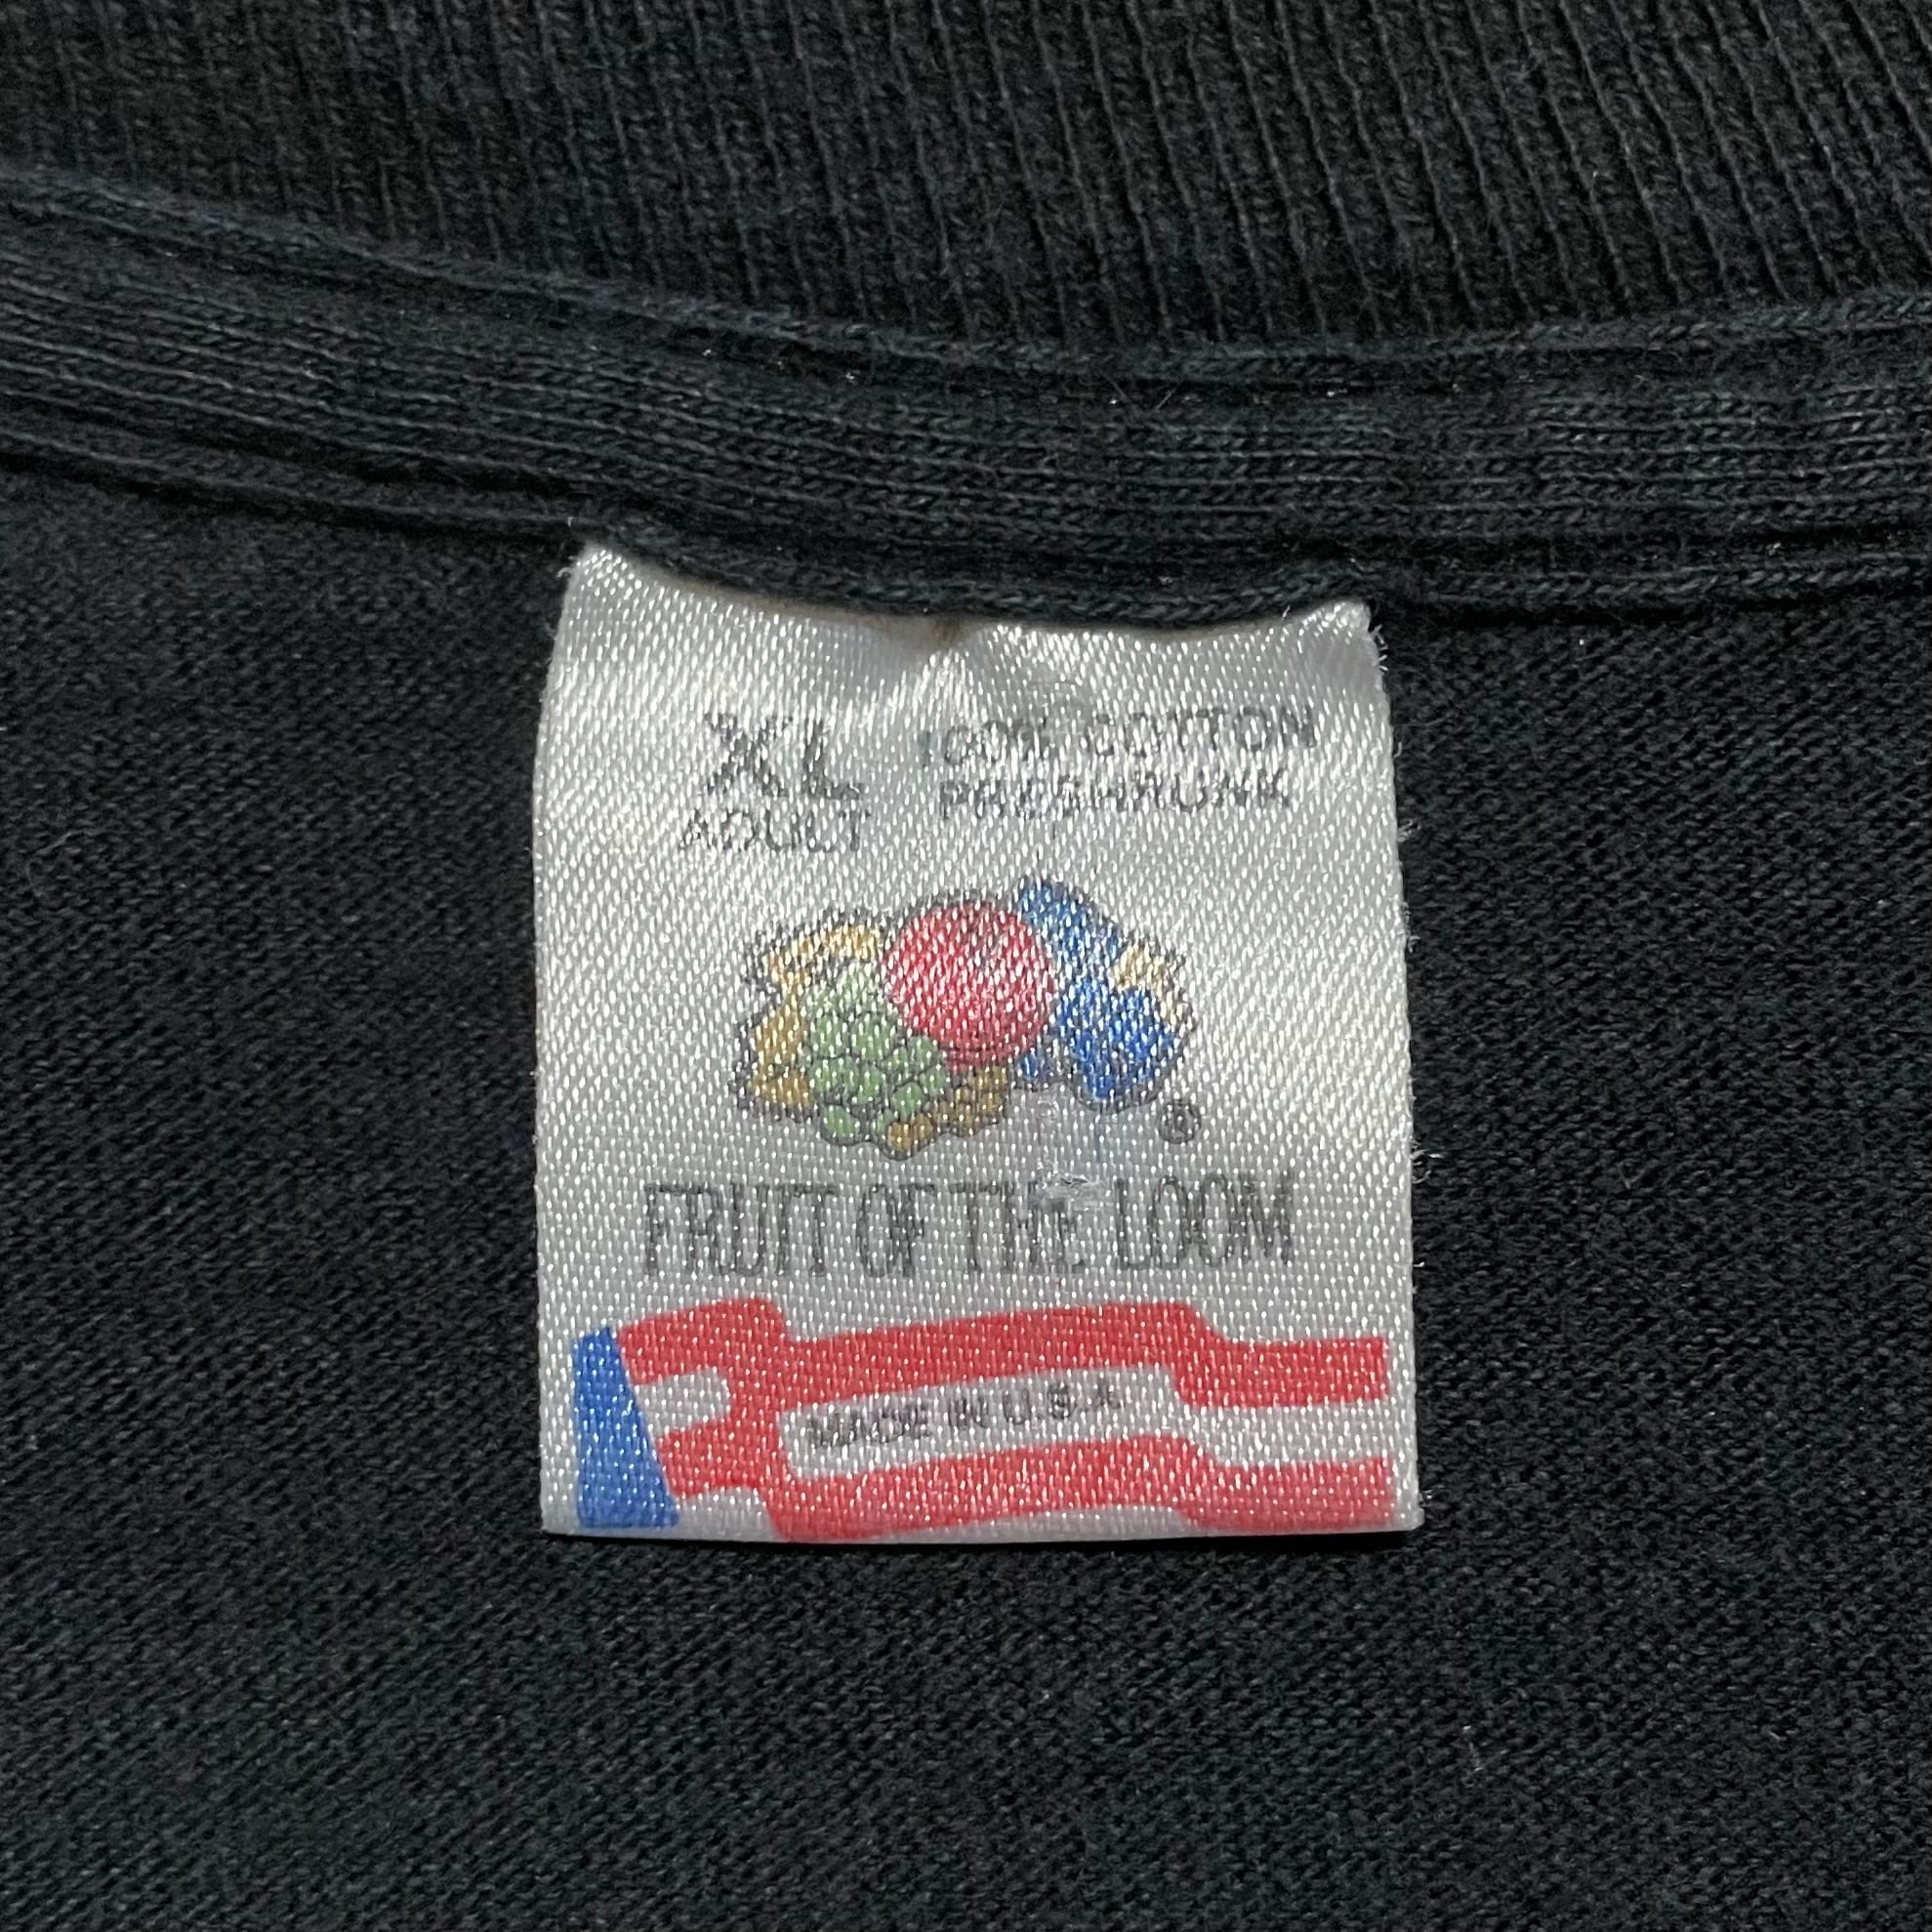 XL
ADULT
100% COTTON
PRESHRUNK
®
FRUIT OF THE LOOM
MADE IN U.S.A